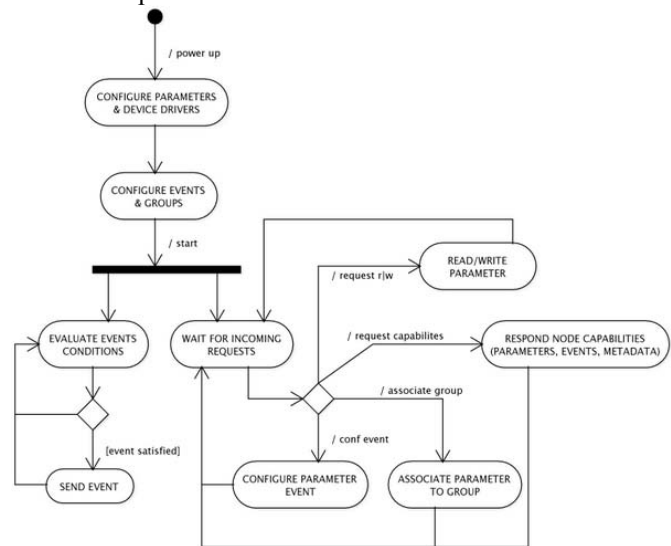 / power up
CONFIGURE PARAMETERS
& DEVICE DRIVERS
CONFIGURE EVENTS
& GROUPS
/ start
READ/WRITE
PARAMETER
/ request r|w
EVALUATE EVENTS
CONDITIONS
WAIT FOR INCOMING
REQUESTS
/ request capabilites
RESPOND NODE CAPABILITIES
(PARAMETERS, EVENTS, METADATA)
/ associate group
/ conf event
[event satisfied]
SEND EVENT
CONFIGURE PARAMETER
EVENT
ASSOCIATE PARAMETER
TO GROUP